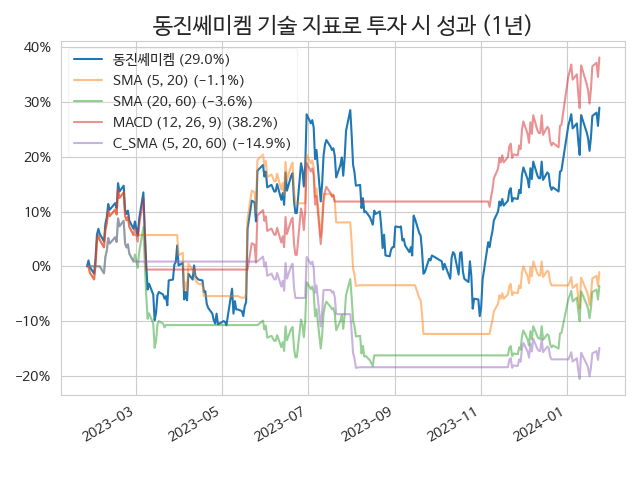 동진쎄미켐 기술 지표로 투자 시 성과 (1년)
40%
30%
20%
10%
0%
−10%
−20%
동진쎄미켐 (29.0%)
SMA (5, 20) (−1.1%)
SMA (20, 60) (−3.6%)
MACD (12, 26, 9) (38.2%)
C_SMA (5, 20, 60) (−14.9%)
2023-03
2023-05
2023-07
2023-09
2023-11
2024-01